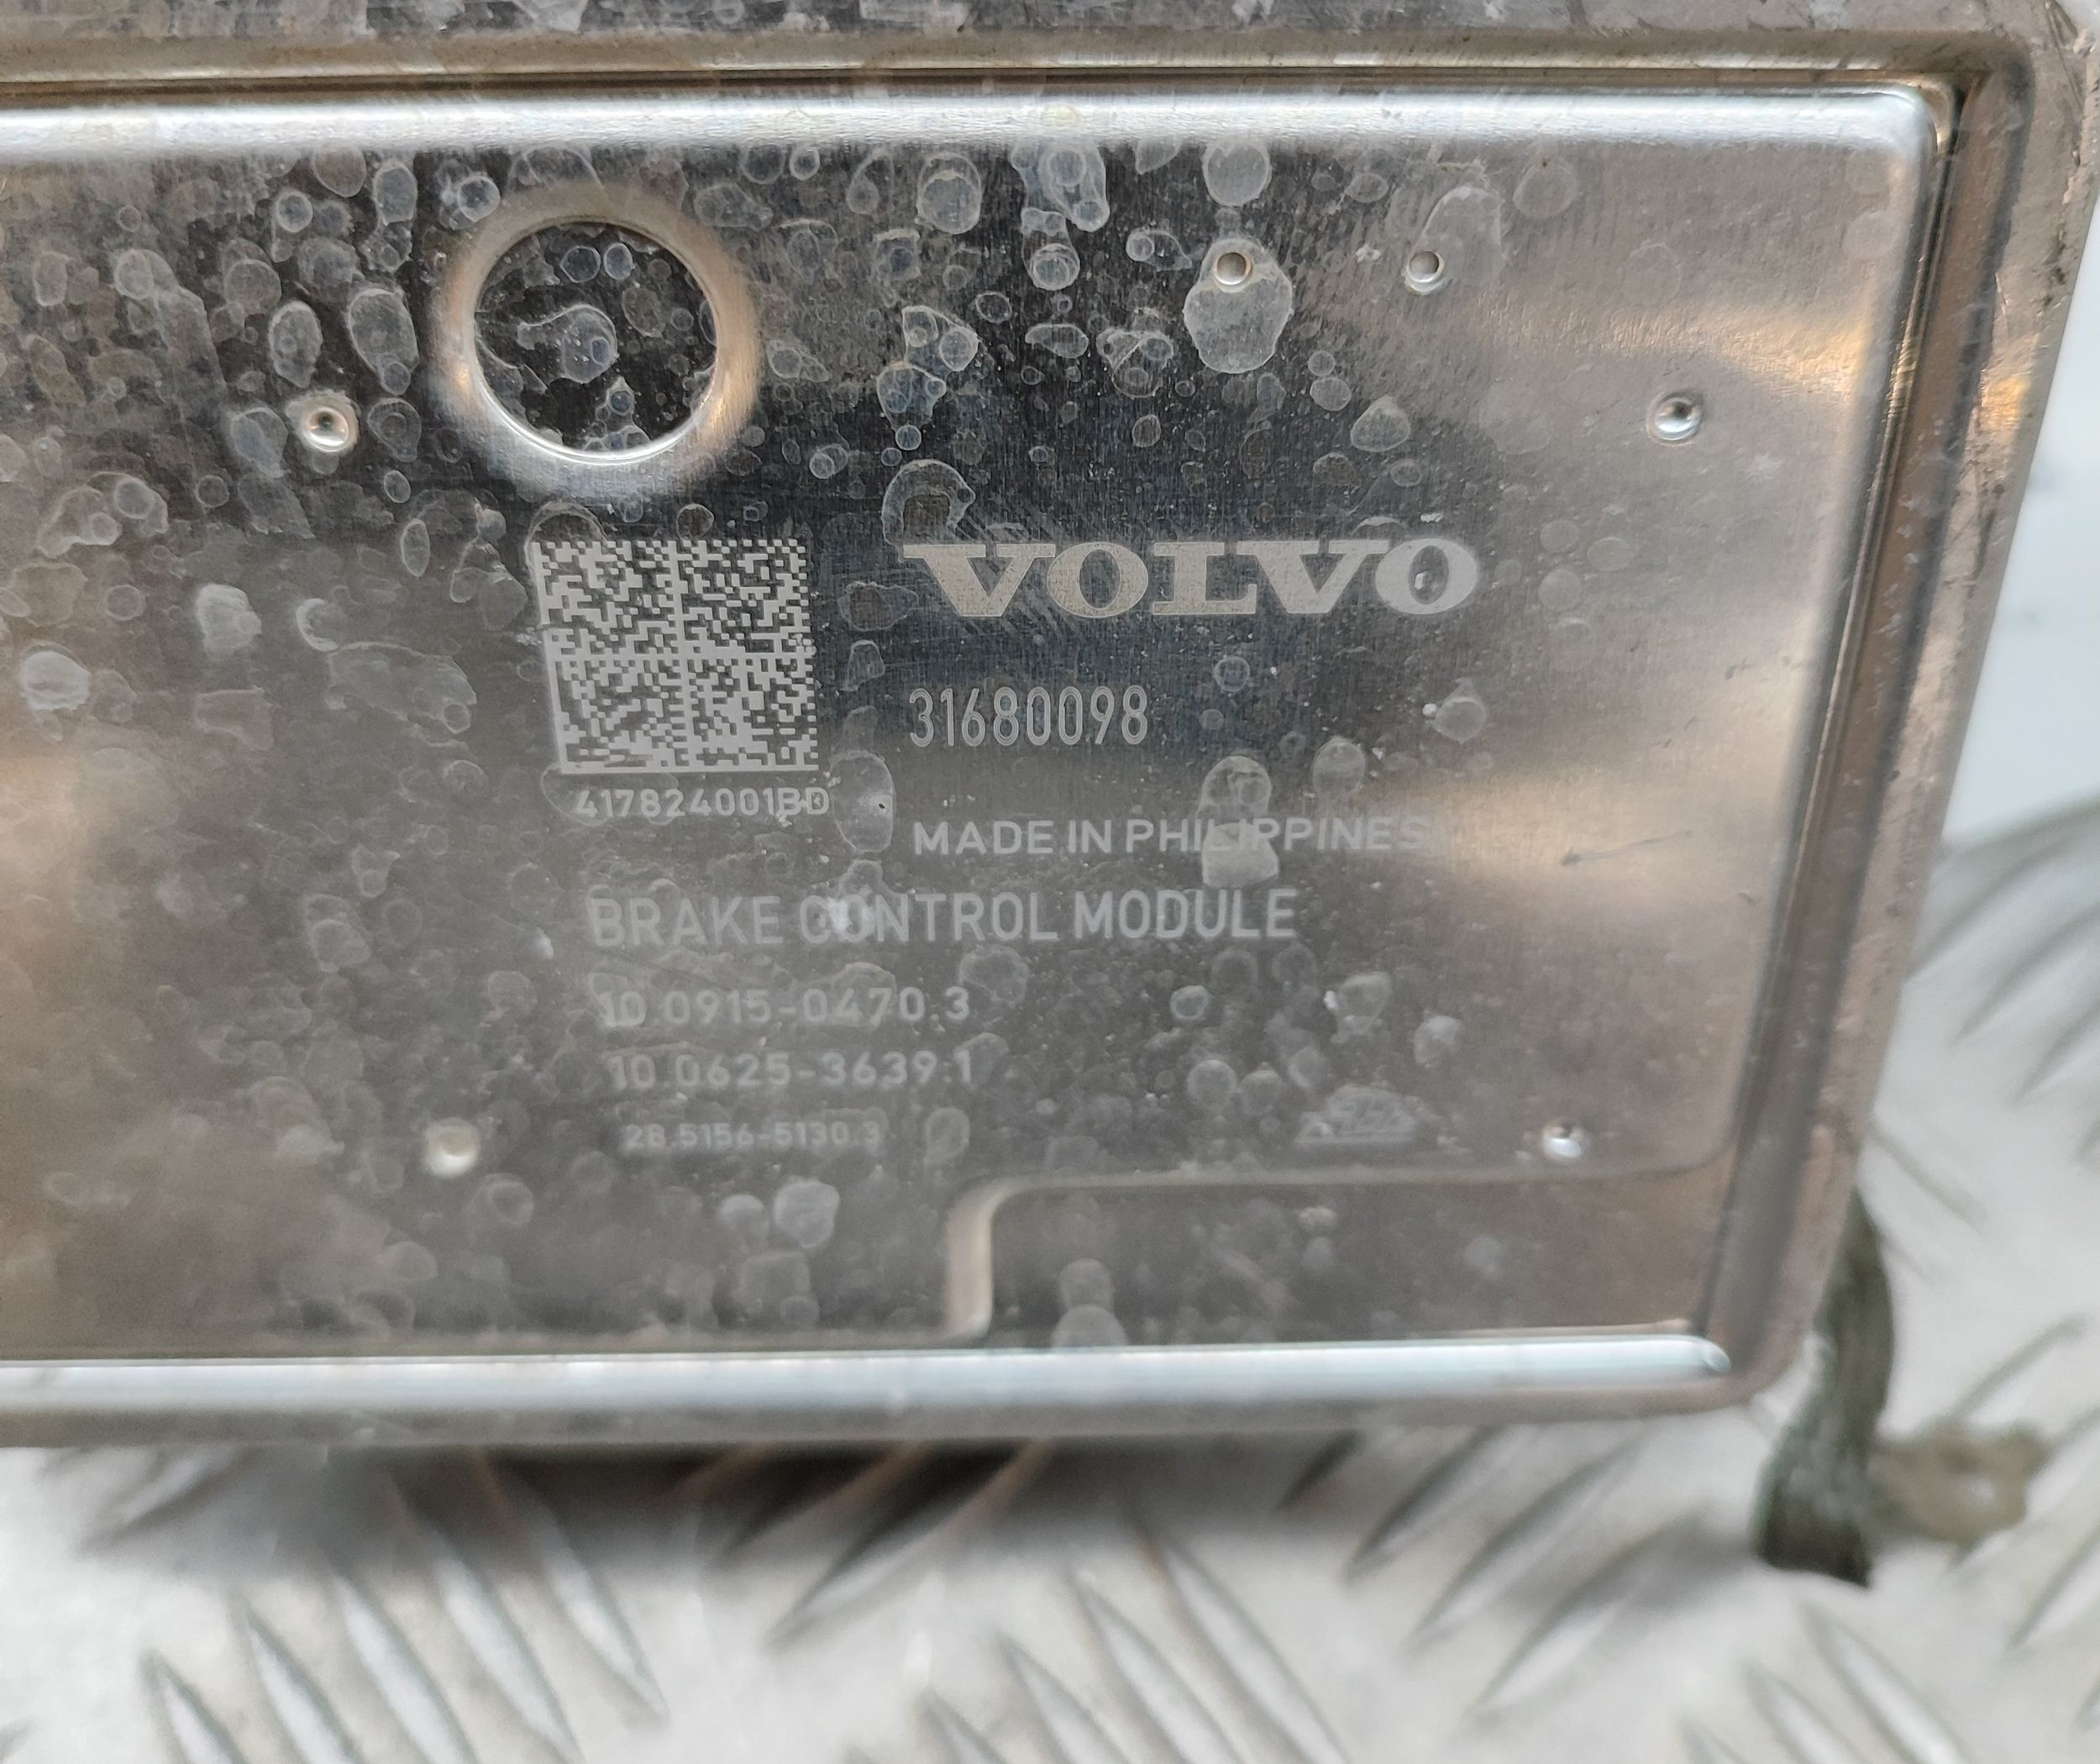 VOLVO
31680098
417824001BD
MADE IN PHILIPPINES
BRAKE CONTROL MODULE
10.0915-0470.3
10.0625-3639.1
28.5156-5130.3